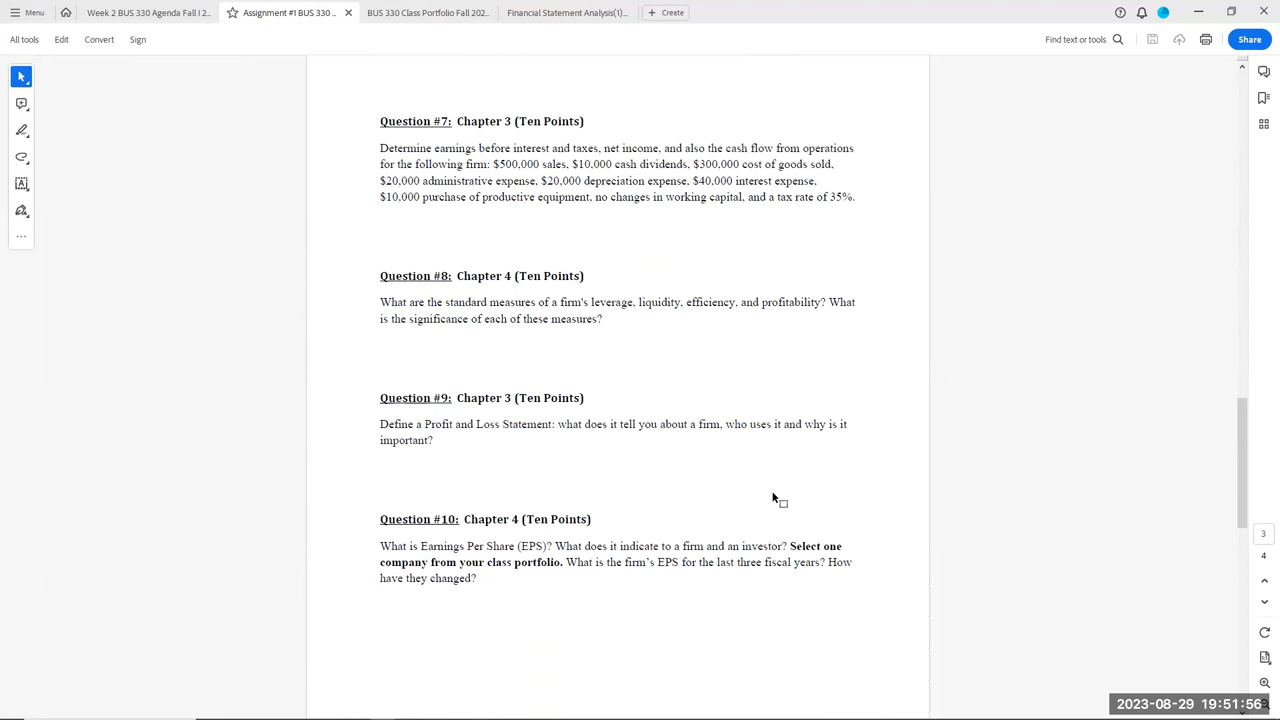 Menu
Week 2 BUS 330 Agenda Fall I 2...
Assignment #1 BUS 330 ...
BUS 330 Class Portfolio Fall 202...
Financial Statement Analysis(1)...
Create
All tools
Edit
Convert
Sign
Find text or tools
Share
Question #7: Chapter 3 (Ten Points)
Determine earnings before interest and taxes, net income, and also the cash flow from operations
for the following firm: $500,000 sales, $10,000 cash dividends, $300,000 cost of goods sold,
$20,000 administrative expense, $20,000 depreciation expense, $40,000 interest expense,
$10,000 purchase of productive equipment, no changes in working capital, and a tax rate of 35%.
Question #8: Chapter 4 (Ten Points)
What are the standard measures of a firm's leverage, liquidity, efficiency, and profitability? What
is the significance of each of these measures?
Question #9: Chapter 3 (Ten Points)
Define a Profit and Loss Statement: what does it tell you about a firm, who uses it and why is it
important?
Question #10: Chapter 4 (Ten Points)
What is Earnings Per Share (EPS)? What does it indicate to a firm and an investor? Select one
company from your class portfolio. What is the firm's EPS for the last three fiscal years? How
have they changed?
3
4
2023-08-29 19:51:56